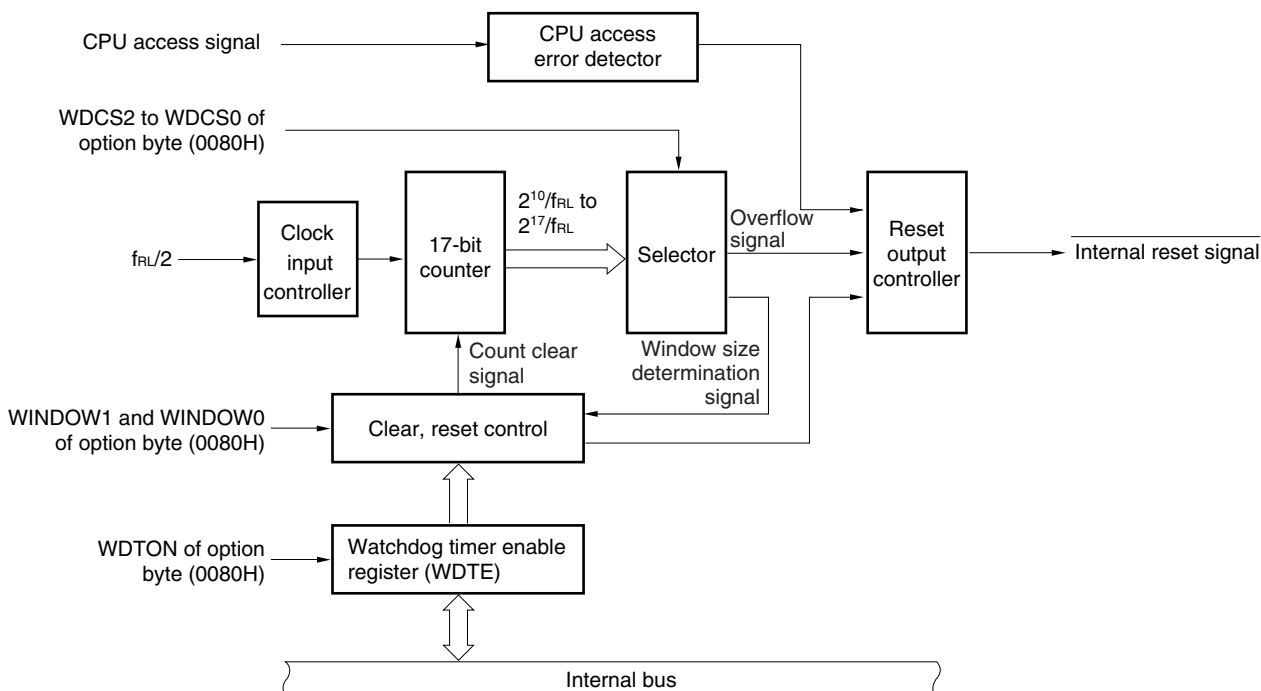 CPU access signal
CPU access
error detector
WDCS2 to WDCS0 of
option byte (0080H)
fRL/2
Clock
input
controller
17-bit
counter
2¹⁰/fRL to
2¹⁷/fRL
Selector
Overflow
signal
Reset
output
controller
Internal reset signal
Count clear
signal
Window size
determination
signal
WINDOW1 and WINDOW0
of option byte (0080H)
Clear, reset control
WDTON of option
byte (0080H)
Watchdog timer enable
register (WDTE)
Internal bus